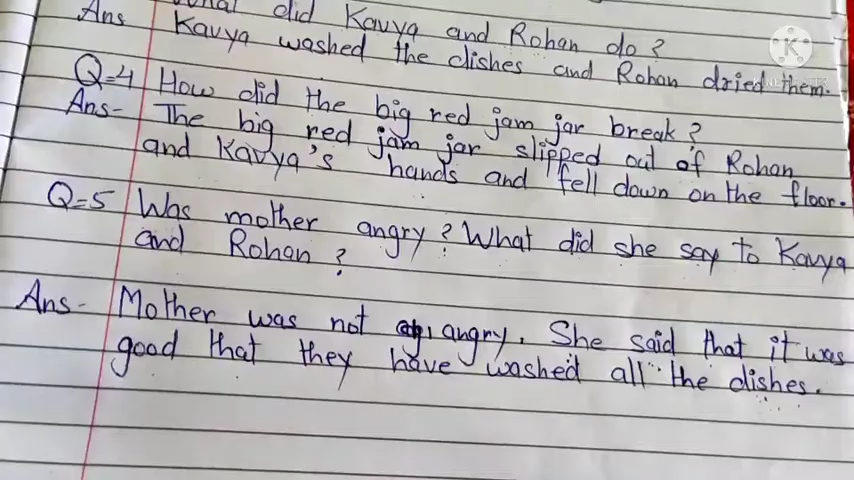 What did Kavya and Rohan do?
Ans Kavya washed the dishes and Rohan dried them.
Q=4 How did the big red jam jar break?
Ans- The big red jam jar slipped out of Rohan
and Kavya's hands and fell down on the floor.
Q=5 Was mother angry? What did she say to Kavya
and Rohan?
Ans- Mother was not angry. She said that it was
good that they have washed all the dishes.